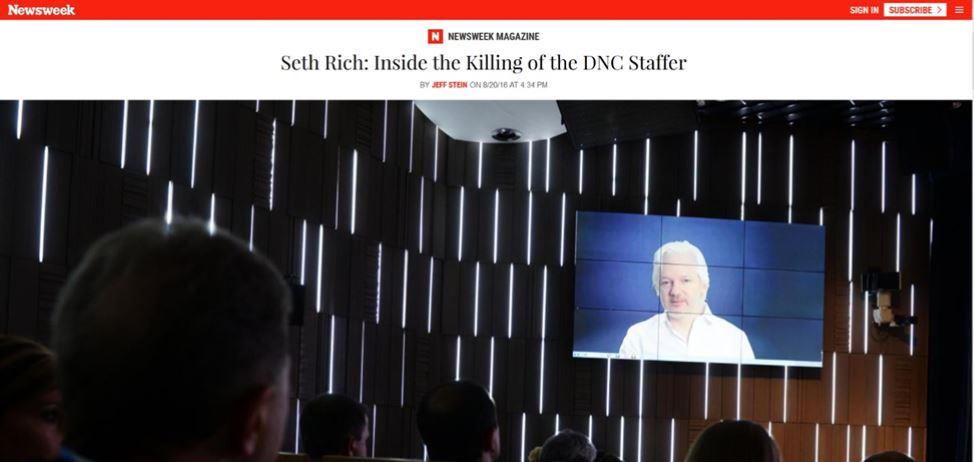 Newsweek
SIGN IN SUBSCRIBE >
N NEWSWEEK MAGAZINE
Seth Rich: Inside the Killing of the DNC Staffer
BY JEFF STEIN ON 8/20/16 AT 4:34 PM